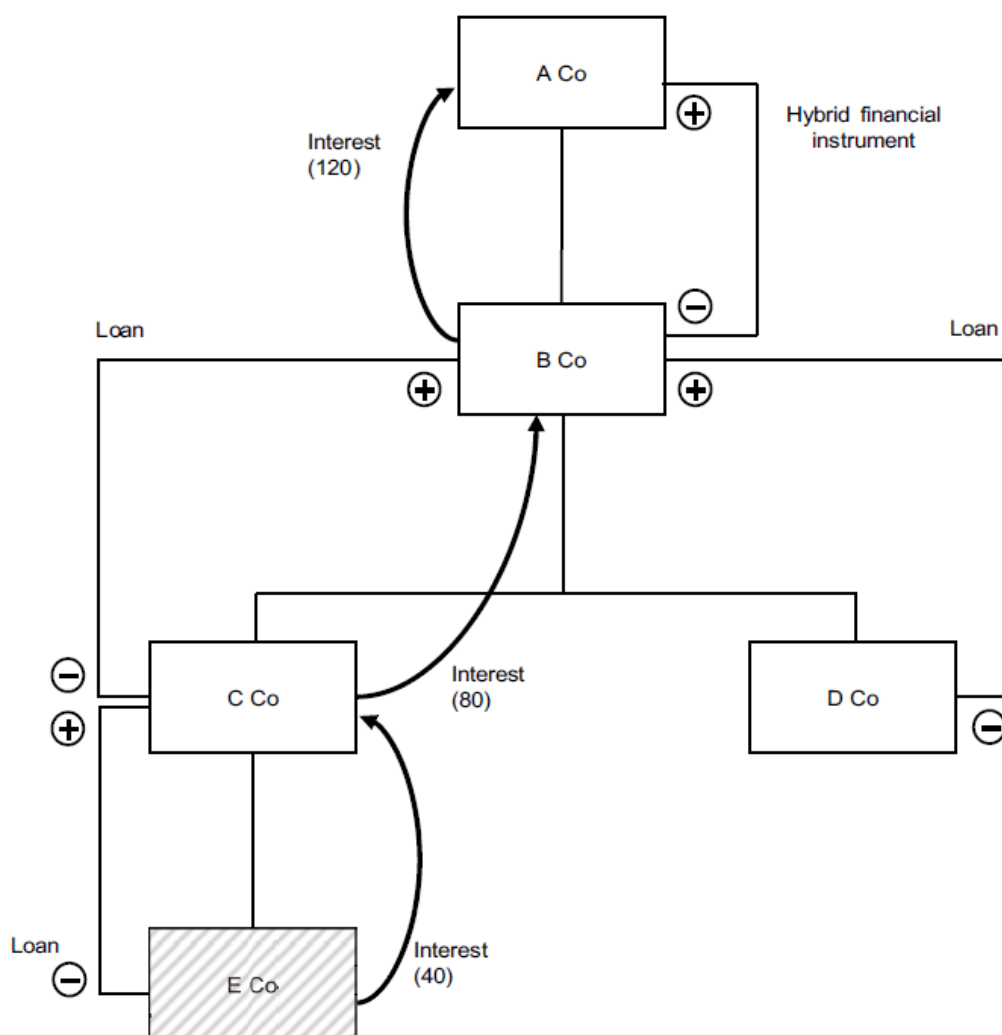 A Co
Hybrid financial
instrument
Interest
(120)
Loan
B Co
Loan
Interest
(80)
C Co
D Co
Loan
E Co
Interest
(40)